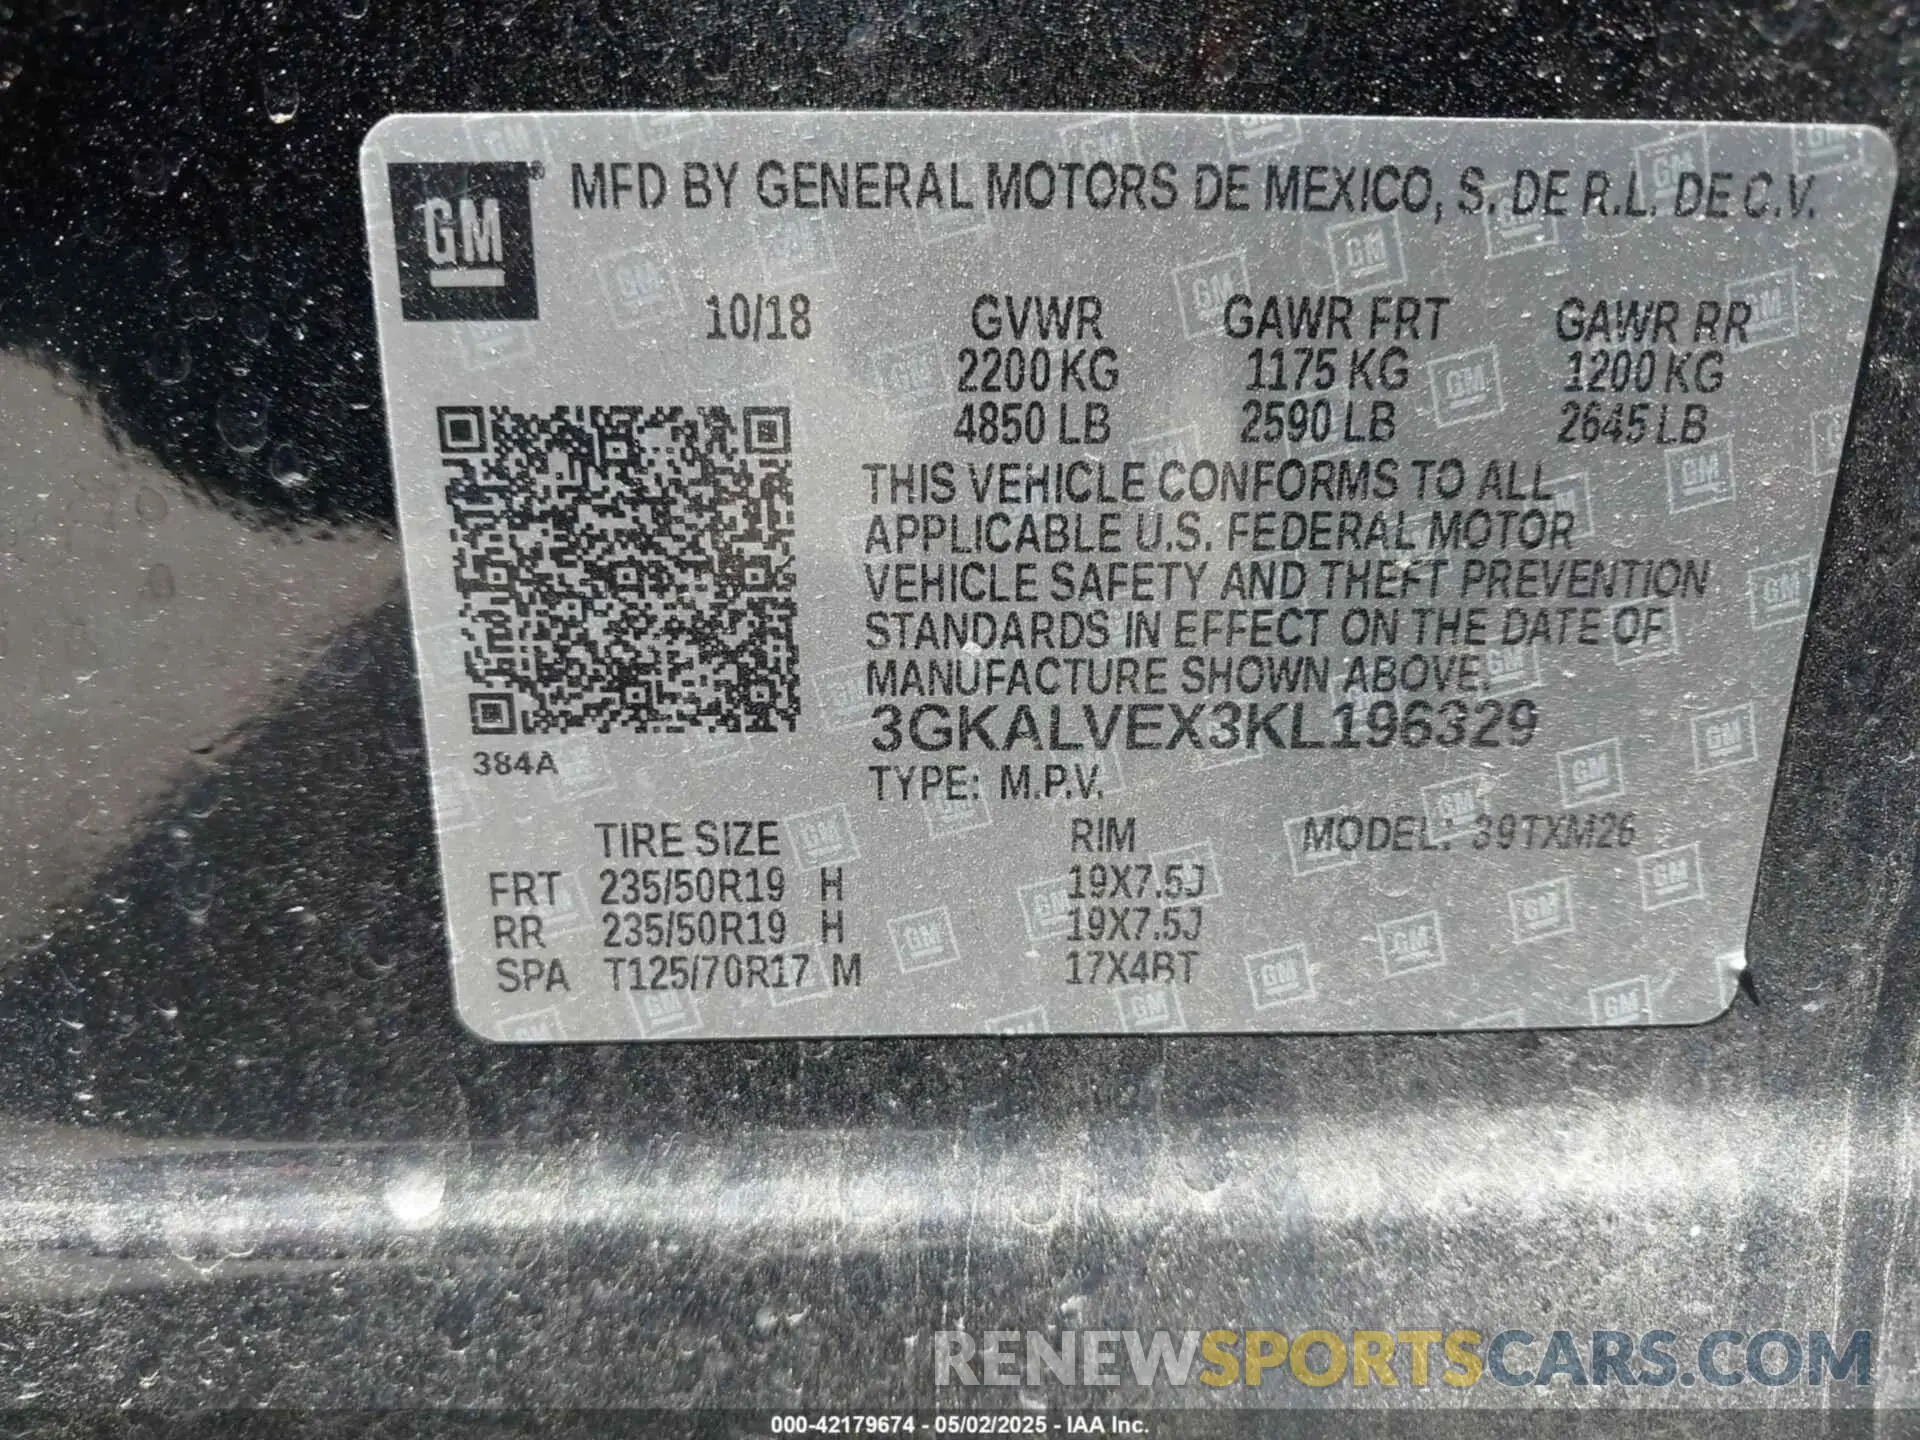 GM® MFD BY GENERAL MOTORS DE MEXICO, S. DE R.L. DE C.V.
10/18 GVWR GAWR FRT GAWR RR
2200 KG 1175 KG 1200 KG
4850 LB 2590 LB 2645 LB
THIS VEHICLE CONFORMS TO ALL
APPLICABLE U.S. FEDERAL MOTOR
VEHICLE SAFETY AND THEFT PREVENTION
STANDARDS IN EFFECT ON THE DATE OF
MANUFACTURE SHOWN ABOVE.
3GKALVEX3KL196329
384A
TYPE: M.P.V.
TIRE SIZE RIM MODEL: 39TXM26
FRT 235/50R19 H 19X7.5J
RR 235/50R19 H 19X7.5J
SPA T125/70R17 M 17X4BT
RENEWSPORTSCARS.COM
000-42179674 - 05/02/2025 - IAA Inc.